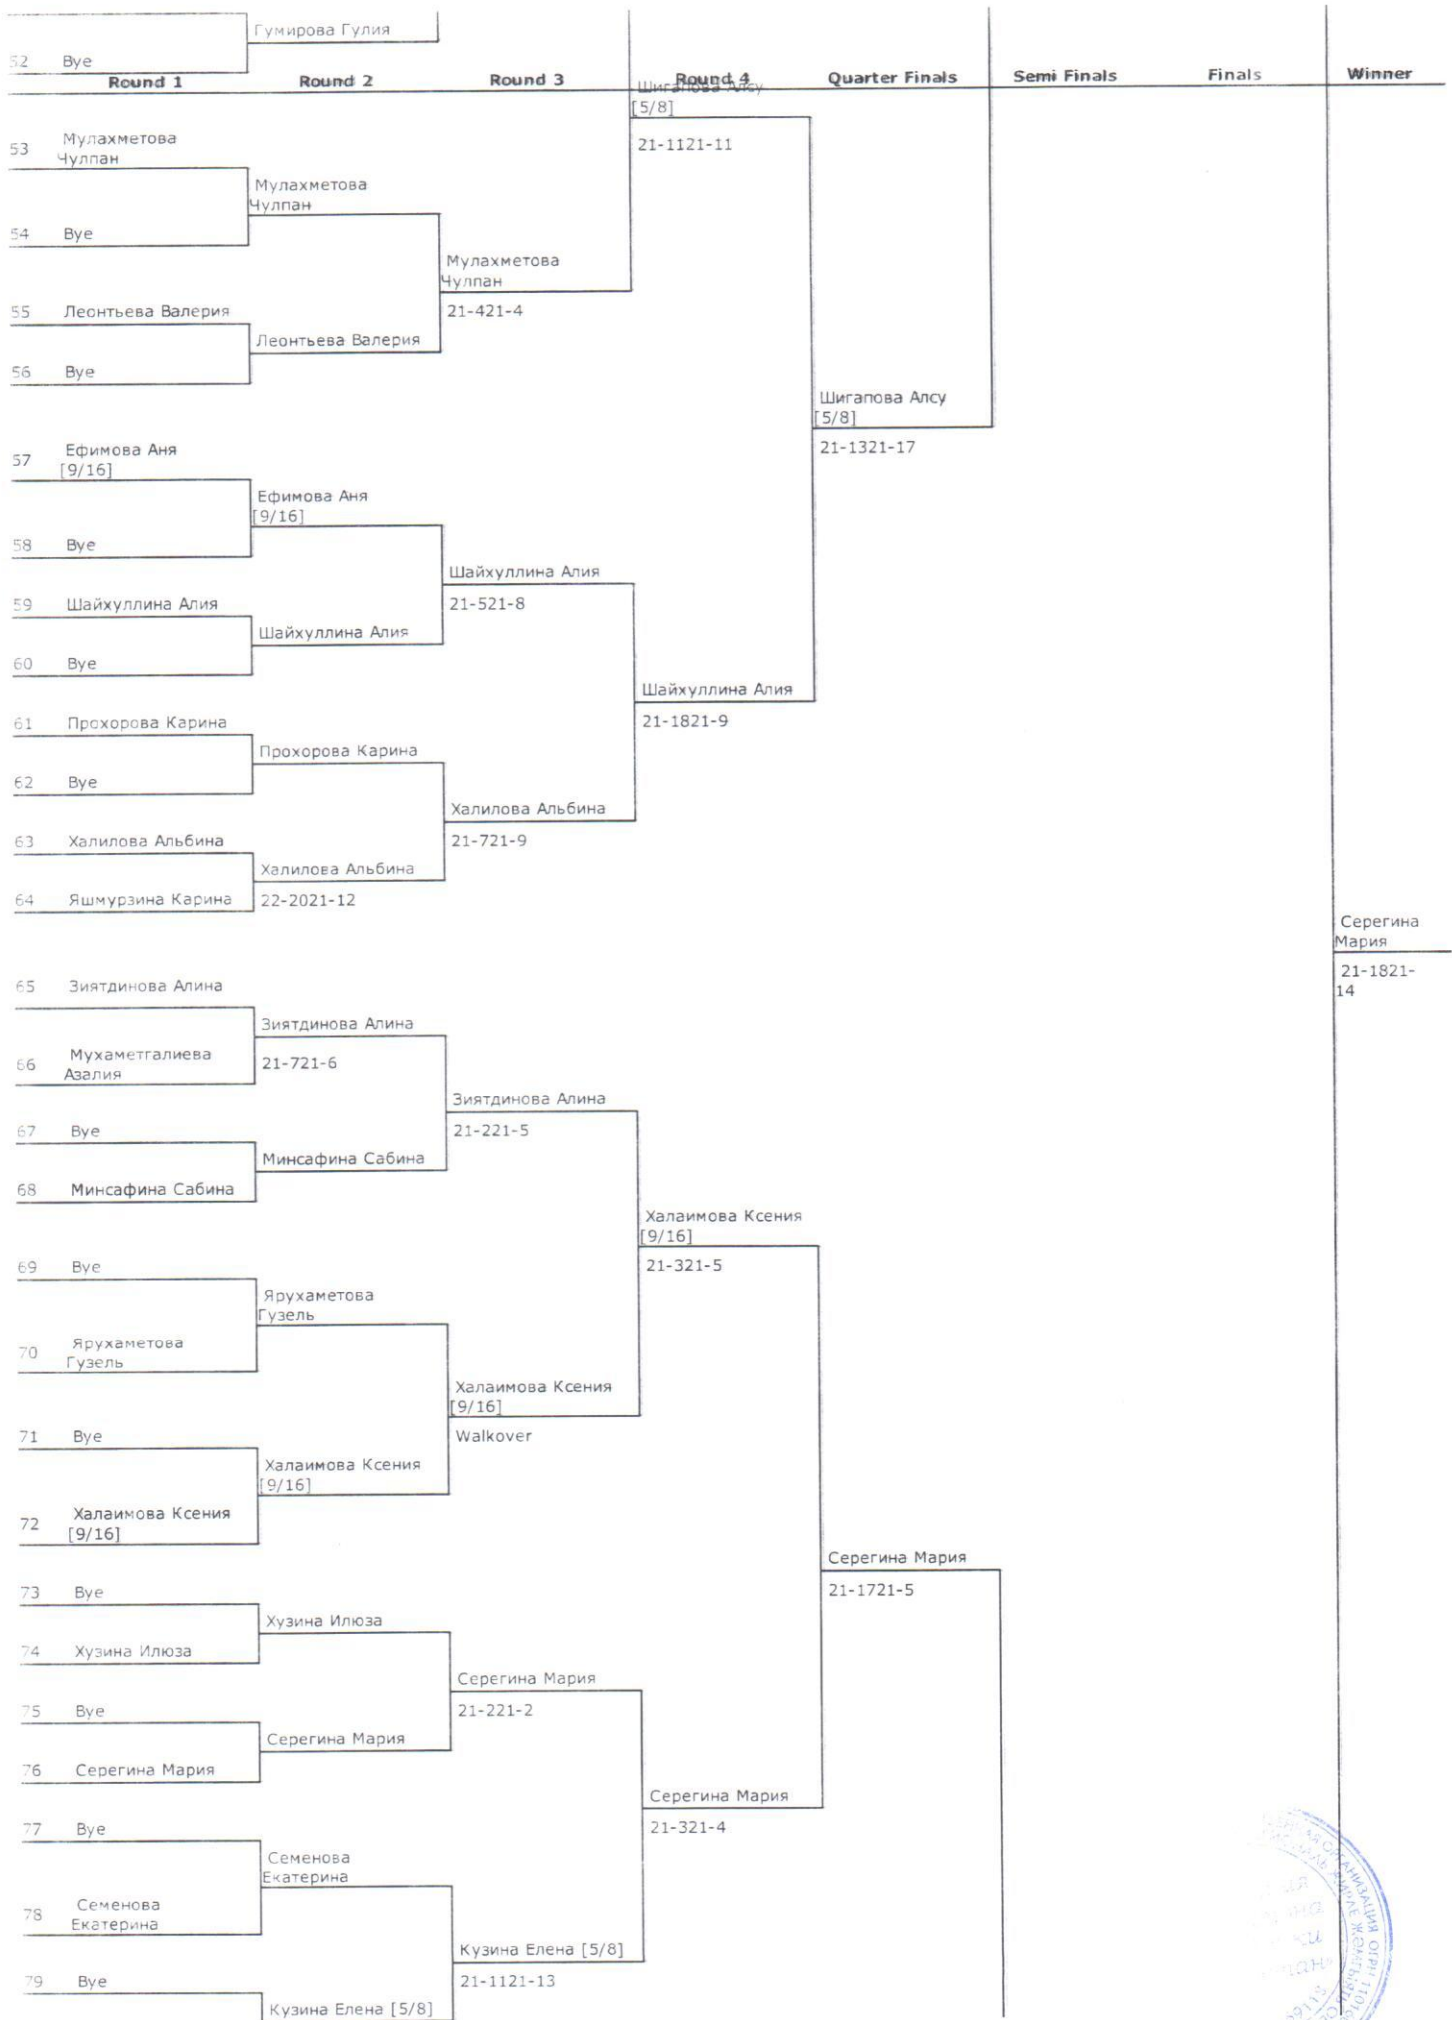 Гумирова Гулия
52 Bye
Round 1 Round 2 Round 3 Round 4 Quarter Finals Semi Finals Finals Winner
Шигапова Алсу
[5/8]
21-1121-11
53 Мулахметова
Чулпан
Мулахметова
Чулпан
54 Bye
Мулахметова
Чулпан
21-421-4
55 Леонтьева Валерия
Леонтьева Валерия
56 Bye
Шигапова Алсу
[5/8]
21-1321-17
57 Ефимова Аня
[9/16]
Ефимова Аня
[9/16]
58 Bye
Шайхуллина Алия
21-521-8
59 Шайхуллина Алия
Шайхуллина Алия
60 Bye
Шайхуллина Алия
21-1821-9
61 Прохорова Карина
Прохорова Карина
62 Bye
Халилова Альбина
21-721-9
63 Халилова Альбина
Халилова Альбина
64 Яшмурзина Карина
22-2021-12
Серегина
Мария
21-1821-
14
65 Зиятдинова Алина
Зиятдинова Алина
66 Мухаметгалиева
Азалия
21-721-6
Зиятдинова Алина
21-221-5
67 Bye
Минсафина Сабина
68 Минсафина Сабина
Халаимова Ксения
[9/16]
21-321-5
69 Bye
Ярухаметова
Гузель
70 Ярухаметова
Гузель
Халаимова Ксения
[9/16]
Walkover
71 Bye
Халаимова Ксения
[9/16]
72 Халаимова Ксения
[9/16]
Серегина Мария
21-1721-5
73 Bye
Хузина Илюза
74 Хузина Илюза
Серегина Мария
21-221-2
75 Bye
Серегина Мария
76 Серегина Мария
Серегина Мария
21-321-4
77 Bye
Семенова
Екатерина
78 Семенова
Екатерина
Кузина Елена [5/8]
21-1121-13
79 Bye
Кузина Елена [5/8]